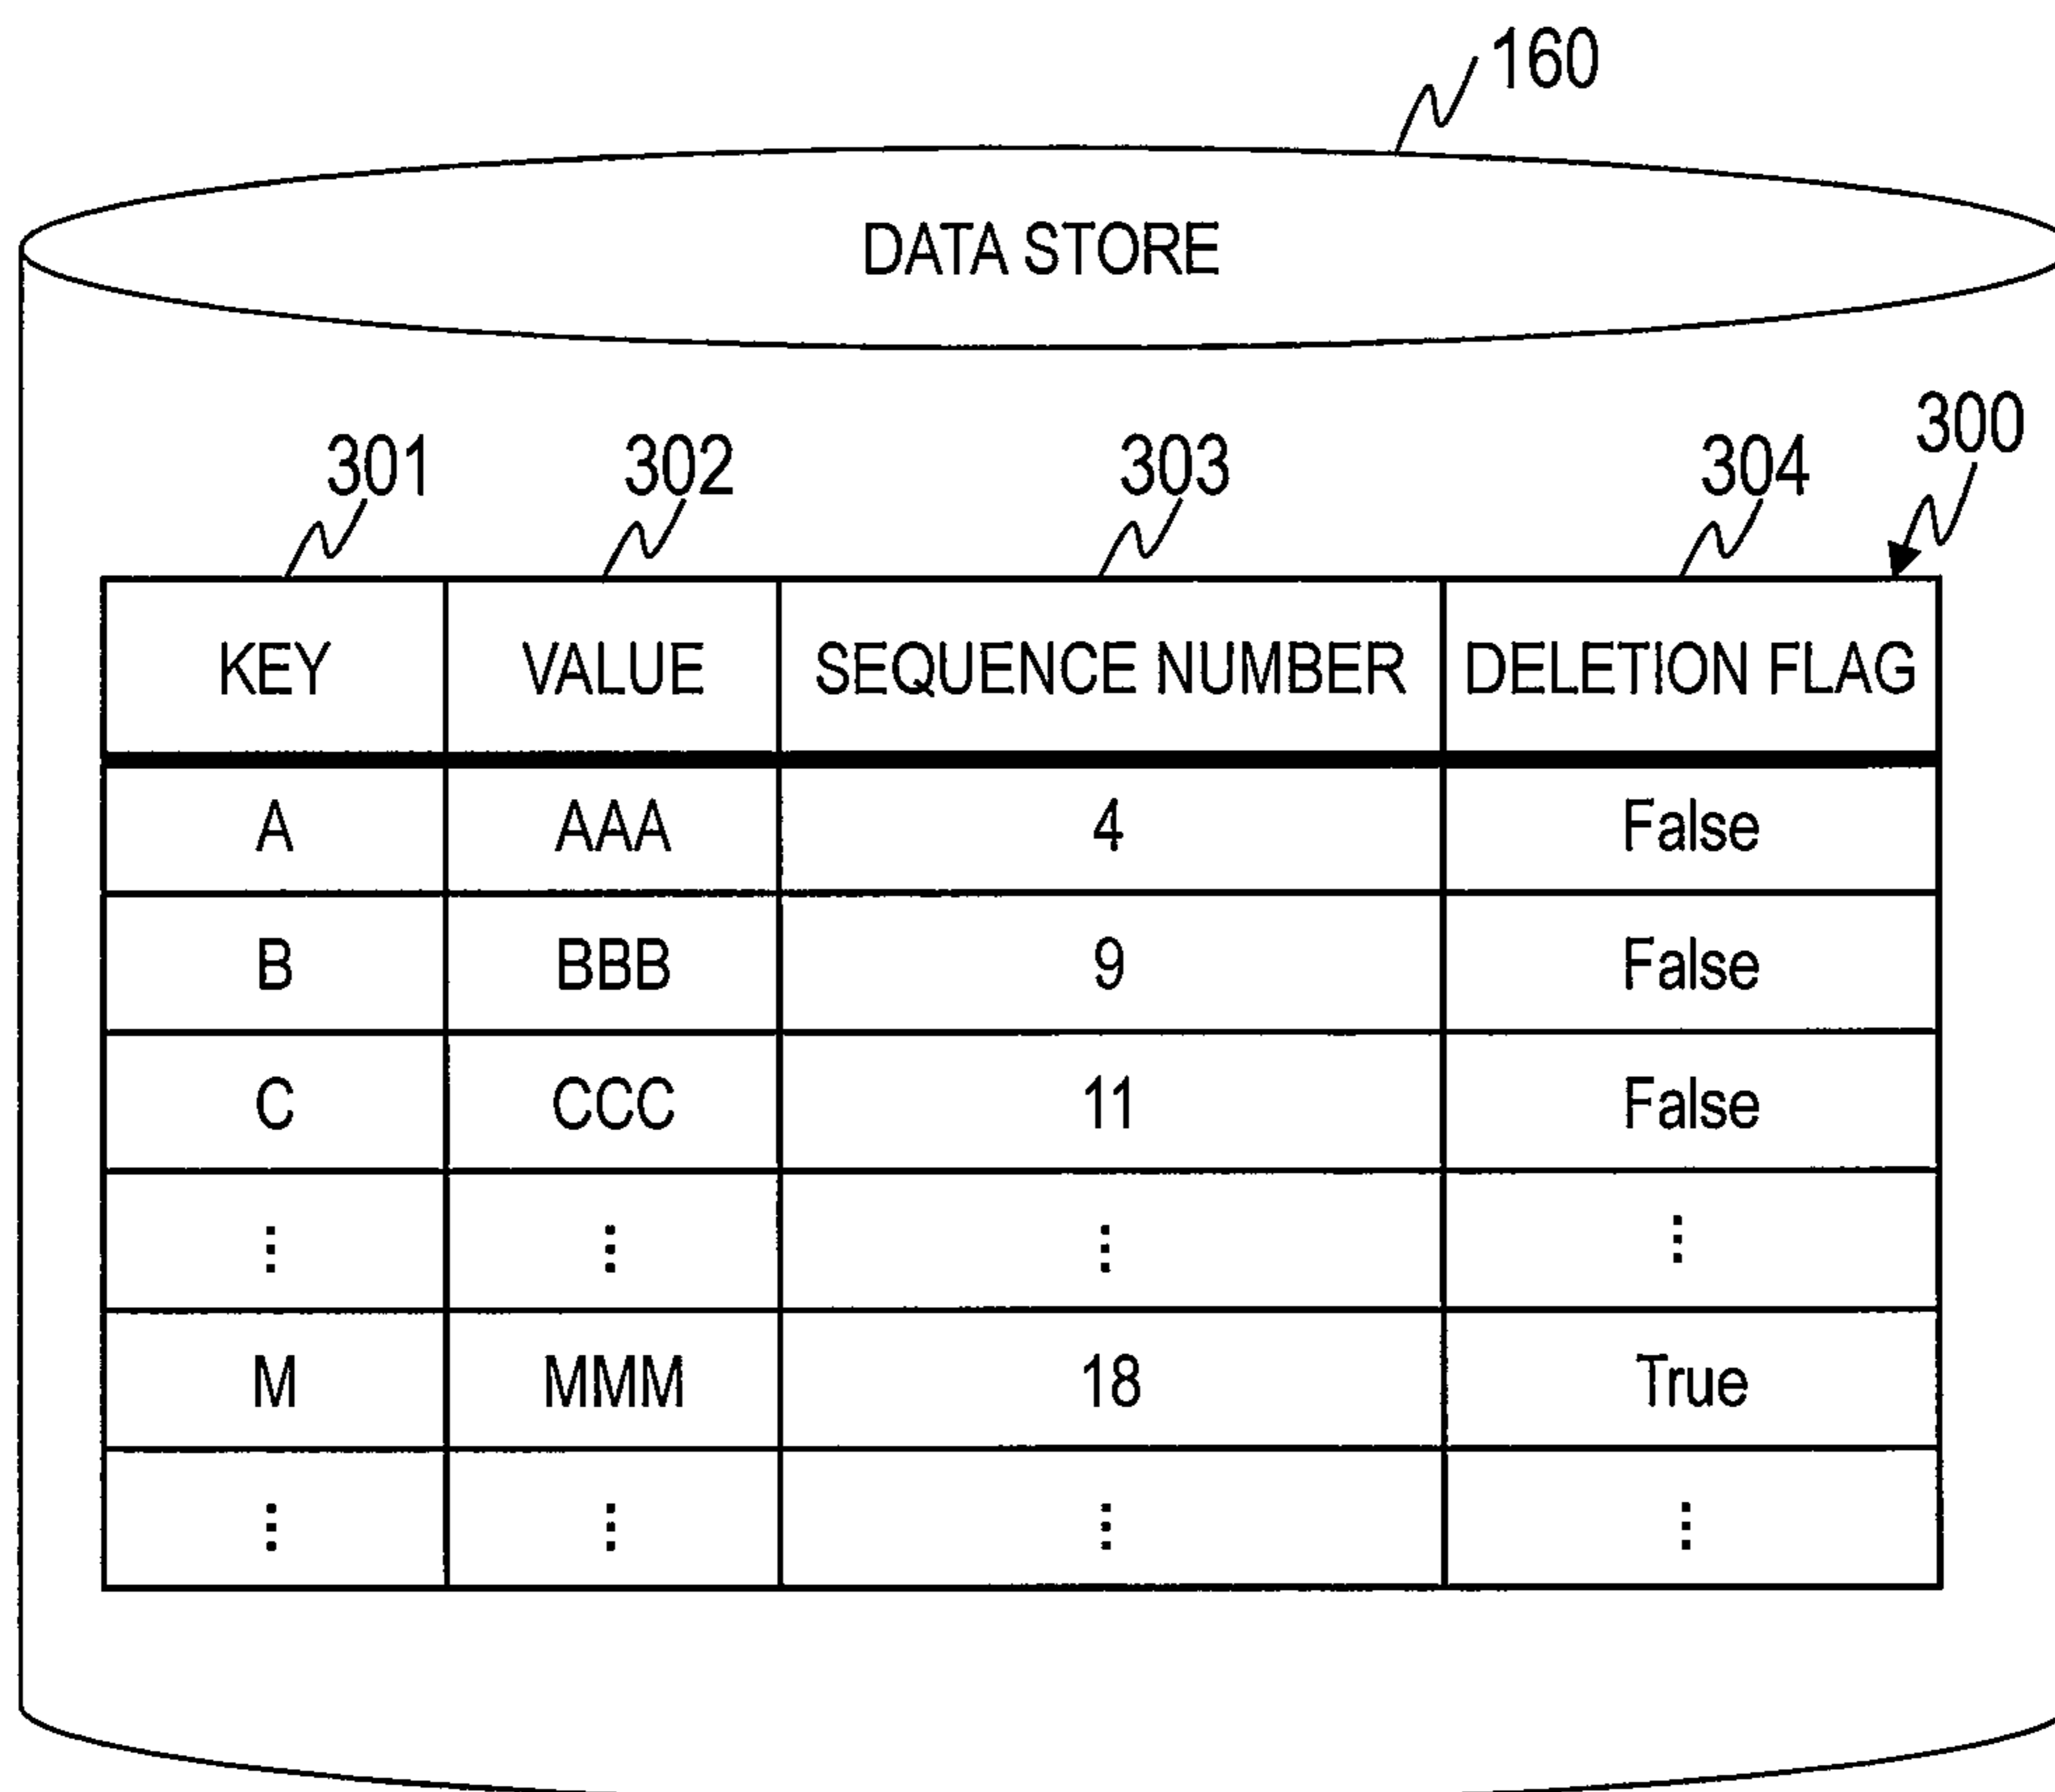 160
DATA STORE
300
301 302 303 304
KEY VALUE SEQUENCE NUMBER DELETION FLAG
A AAA 4 False
B BBB 9 False
C CCC 11 False
⋮ ⋮ ⋮ ⋮
M MMM 18 True
⋮ ⋮ ⋮ ⋮